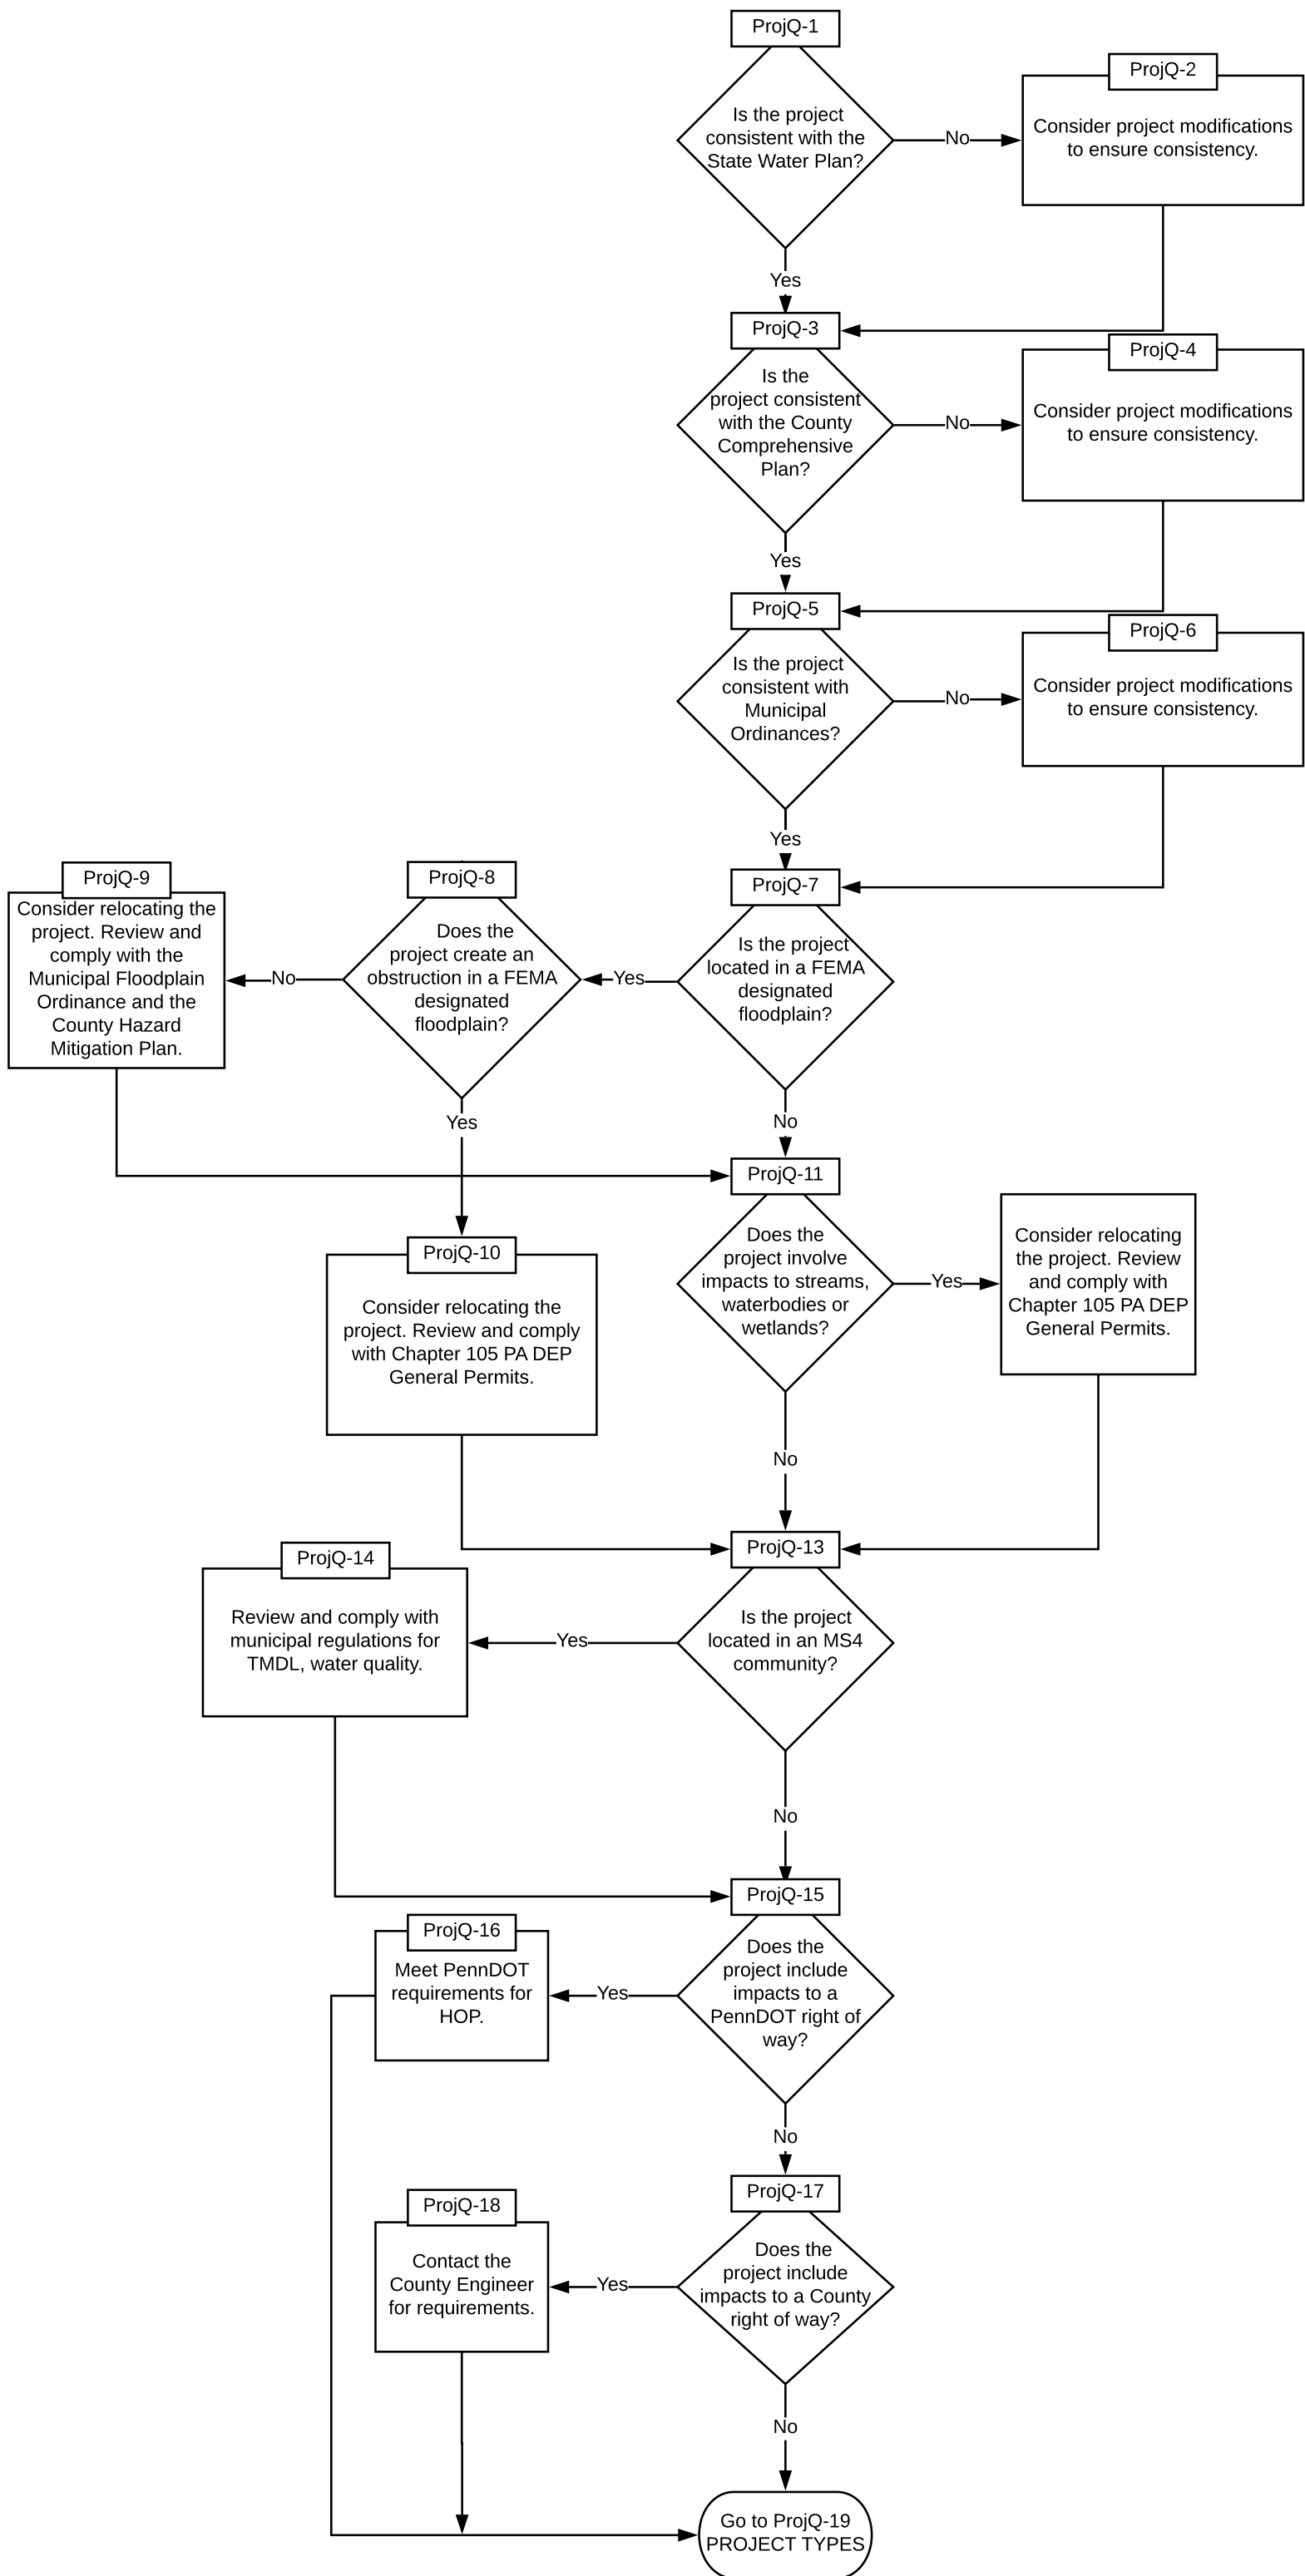 ProjQ-1
Is the project
consistent with the
State Water Plan?
No
ProjQ-2
Consider project modifications
to ensure consistency.
Yes
ProjQ-3
Is the
project consistent
with the County
Comprehensive
Plan?
No
ProjQ-4
Consider project modifications
to ensure consistency.
Yes
ProjQ-5
Is the project
consistent with
Municipal
Ordinances?
No
ProjQ-6
Consider project modifications
to ensure consistency.
Yes
ProjQ-7
Is the project
located in a FEMA
designated
floodplain?
Yes
ProjQ-8
Does the
project create an
obstruction in a FEMA
designated
floodplain?
No
ProjQ-9
Consider relocating the
project. Review and
comply with the
Municipal Floodplain
Ordinance and the
County Hazard
Mitigation Plan.
Yes
No
ProjQ-10
Consider relocating the
project. Review and comply
with Chapter 105 PA DEP
General Permits.
ProjQ-11
Does the
project involve
impacts to streams,
waterbodies or
wetlands?
Yes
Consider relocating
the project. Review
and comply with
Chapter 105 PA DEP
General Permits.
No
ProjQ-13
Is the project
located in an MS4
community?
Yes
ProjQ-14
Review and comply with
municipal regulations for
TMDL, water quality.
No
ProjQ-15
Does the
project include
impacts to a
PennDOT right of
way?
Yes
ProjQ-16
Meet PennDOT
requirements for
HOP.
No
ProjQ-17
Does the
project include
impacts to a County
right of way?
Yes
ProjQ-18
Contact the
County Engineer
for requirements.
No
Go to ProjQ-19
PROJECT TYPES